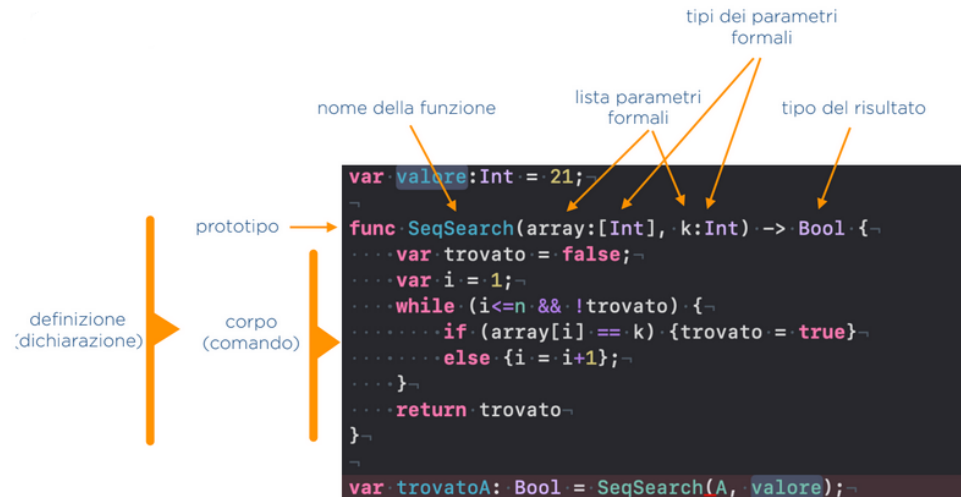 tipi dei parametri
formali
nome della funzione
lista parametri
formali
tipo del risultato
prototipo
definizione
(dichiarazione)
corpo
(comando)
var valore:Int = 21;
func SeqSearch(array:[Int], k:Int) -> Bool {
var trovato = false;
var i = 1;
while (i<=n && !trovato) {
if (array[i] == k) {trovato = true}
else {i = i+1};
}
return trovato
}
var trovatoA: Bool = SeqSearch(A, valore);